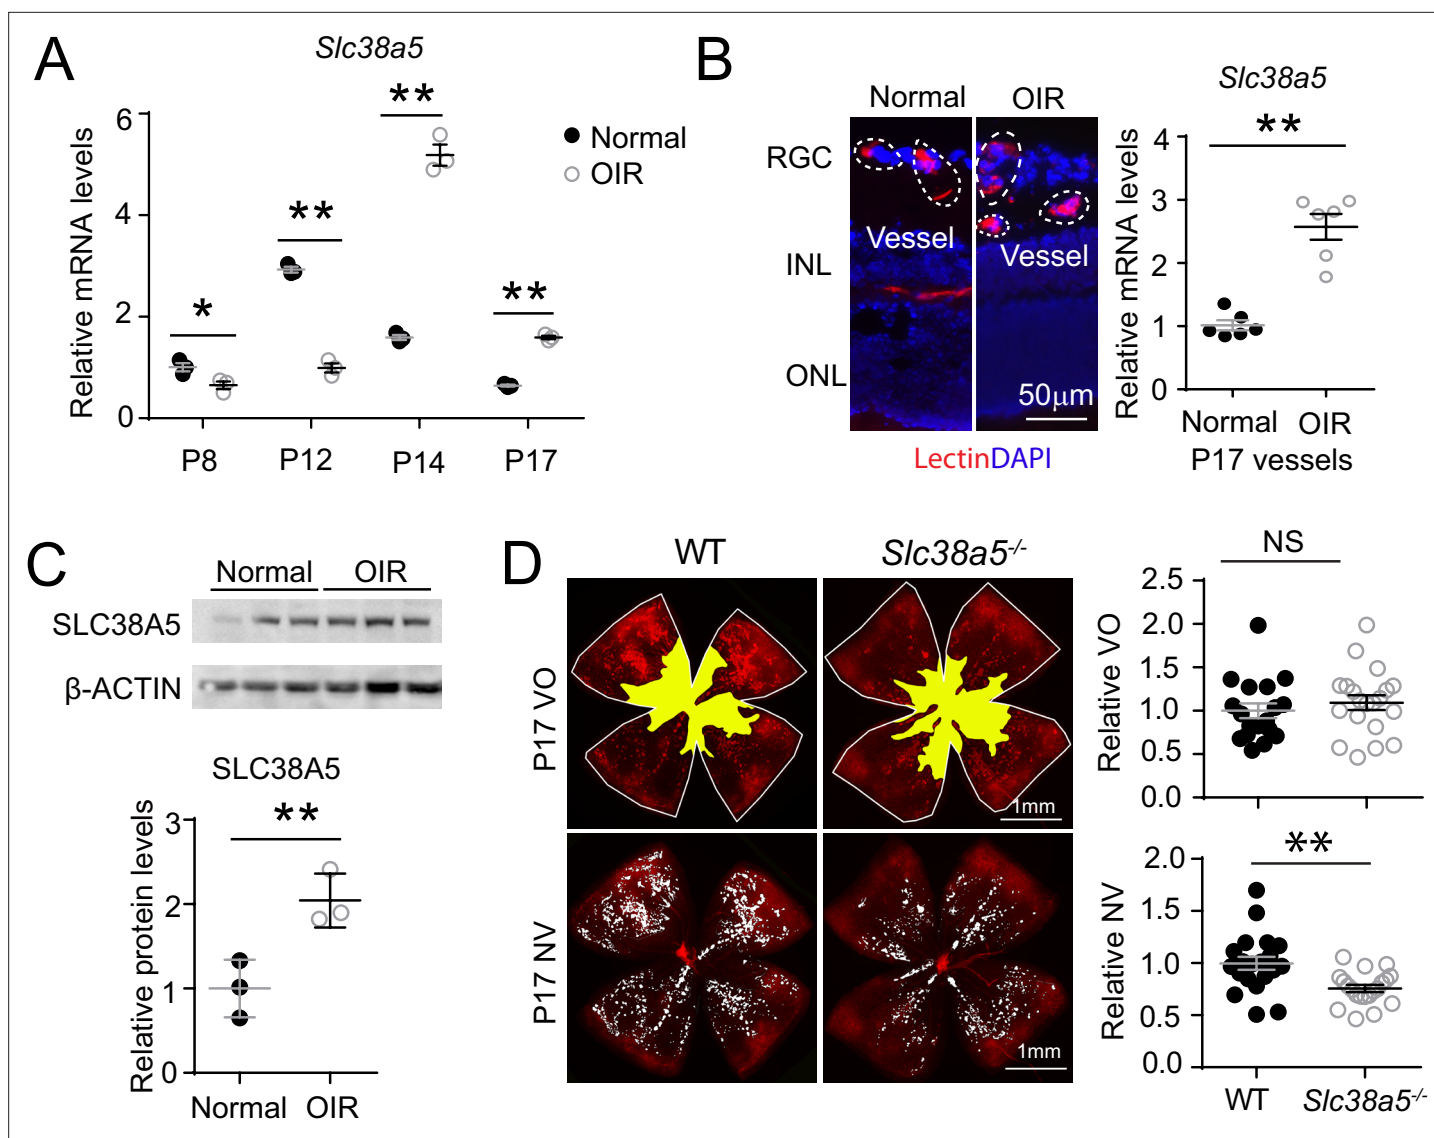 A
Slc38a5
Relative mRNA levels
6
4
2
0
**
**
*
**
Normal
OIR
P8 P12 P14 P17
B
Normal OIR
RGC
INL
ONL
Vessel
Vessel
50μm
LectinDAPI
Slc38a5
**
Relative mRNA levels
4
3
2
1
0
Normal OIR
P17 vessels
C
Normal OIR
SLC38A5
β-ACTIN
SLC38A5
**
Relative protein levels
3
2
1
0
Normal OIR
D
WT Slc38a5-/-
P17 VO
1mm
P17 NV
1mm
NS
Relative VO
2.5
2.0
1.5
1.0
0.5
0.0
**
Relative NV
2.0
1.5
1.0
0.5
0.0
WT Slc38a5-/-